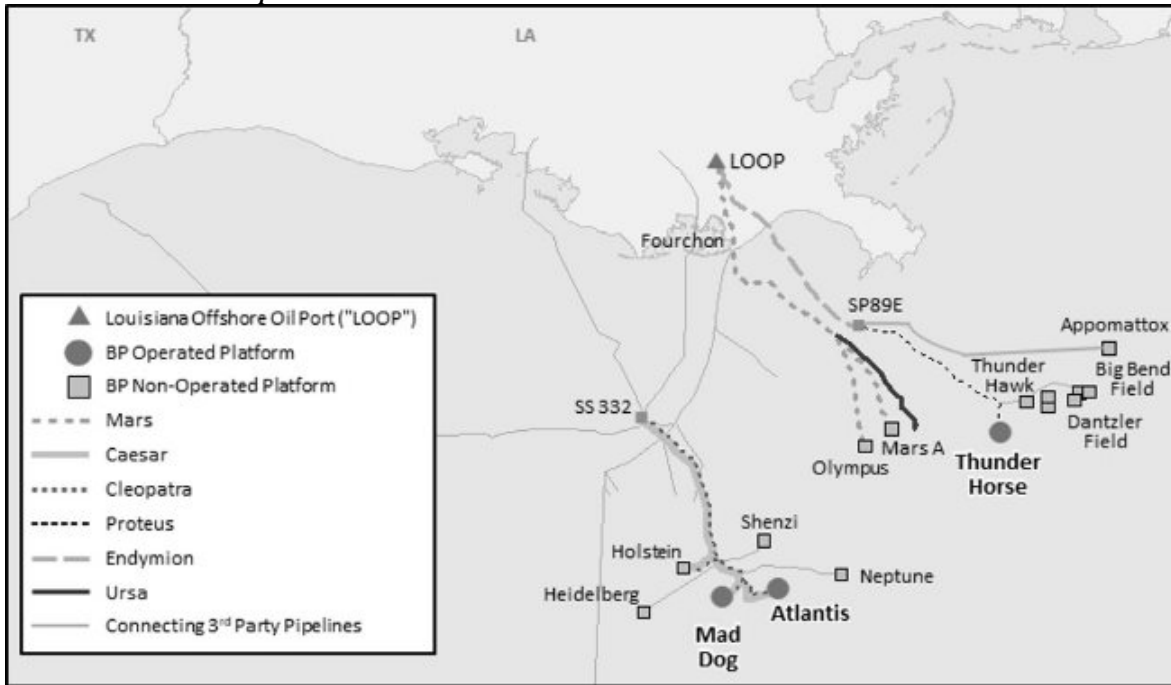 TX
LA
LOOP
Fourchon
SP89E
Appomattox
Thunder
Hawk
Big Bend
Field
Dantzler
Field
SS 332
Mars A
Olympus
Thunder
Horse
Shenzi
Holstein
Neptune
Heidelberg
Atlantis
Mad
Dog
Louisiana Offshore Oil Port ("LOOP")
BP Operated Platform
BP Non-Operated Platform
Mars
Caesar
Cleopatra
Proteus
Endymion
Ursa
Connecting 3rd Party Pipelines